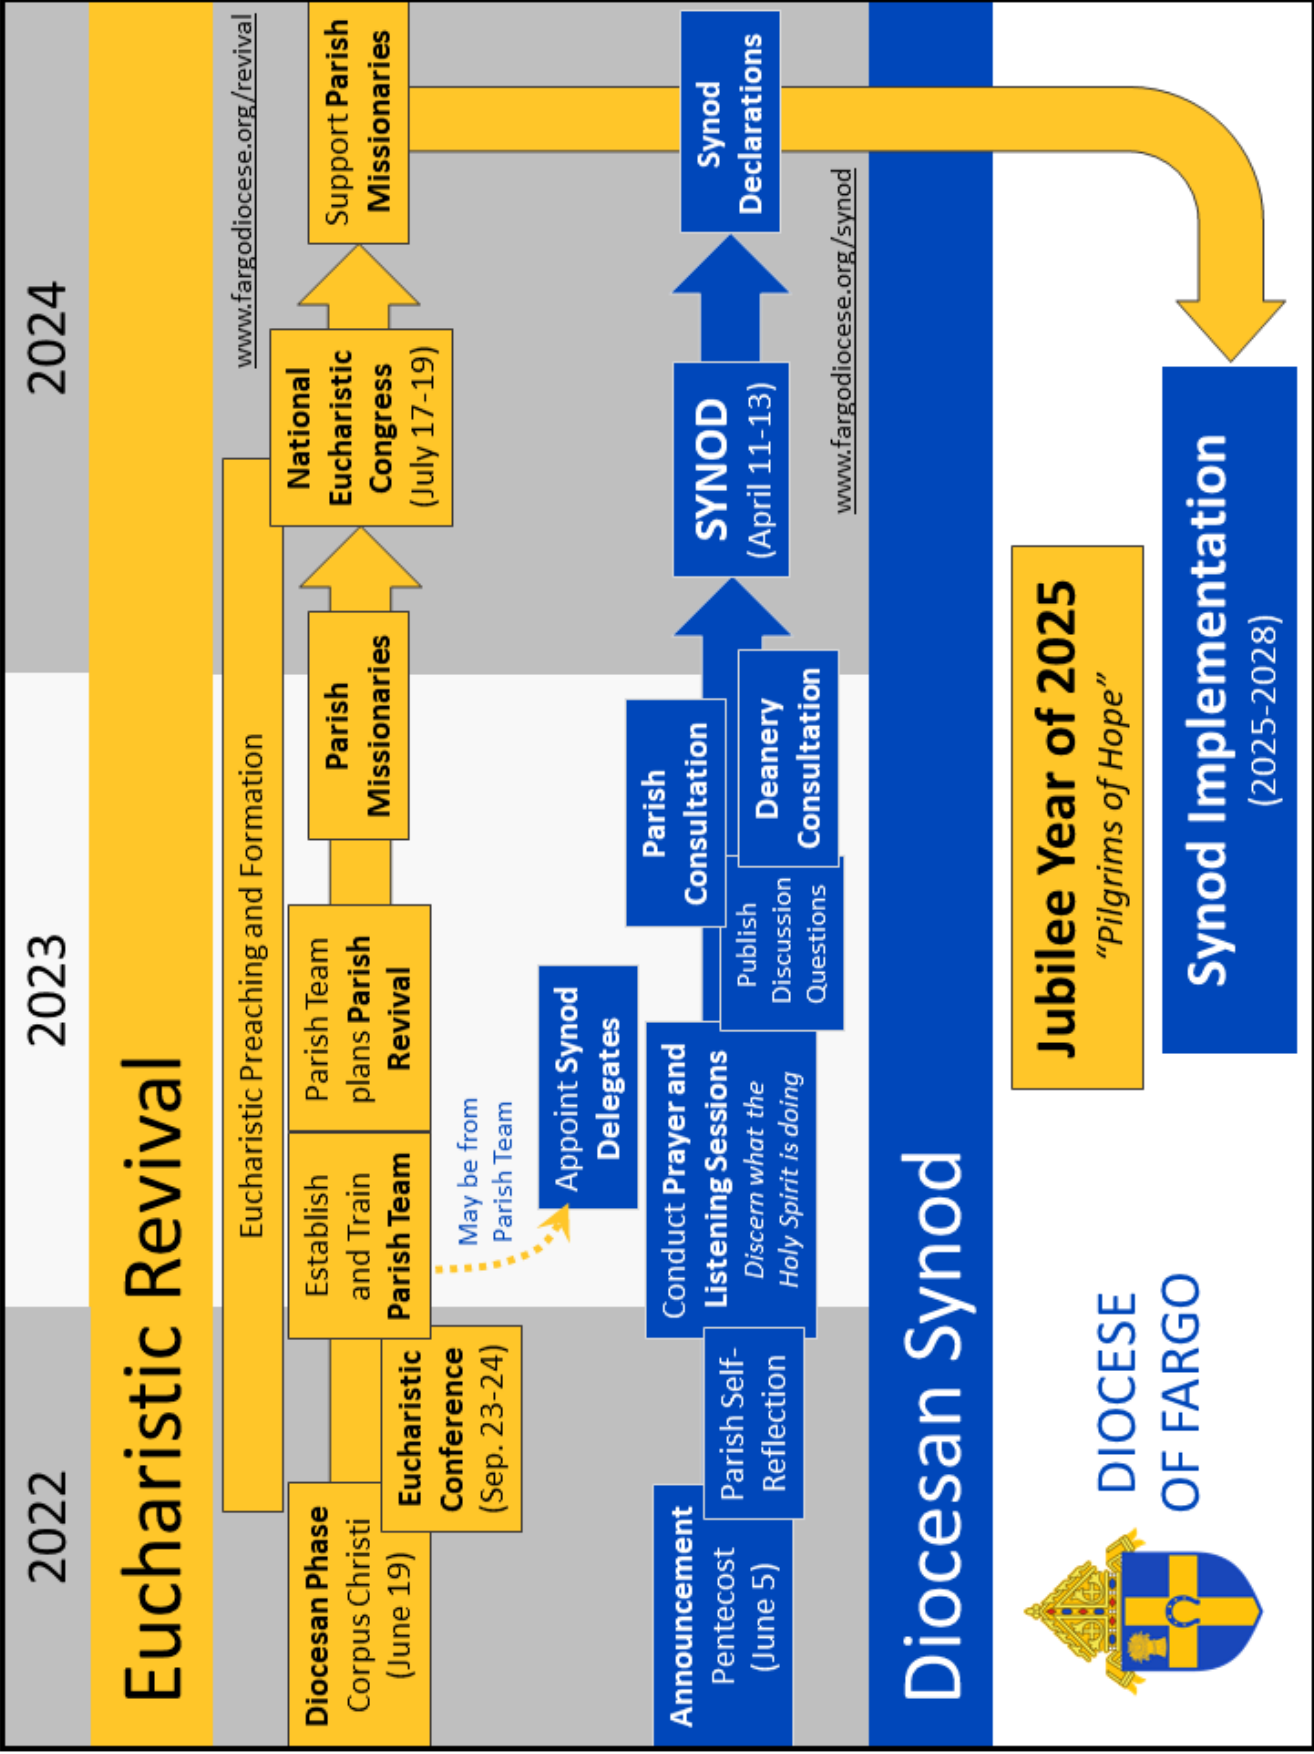 2022
2023
2024
Eucharistic Revival
www.fargodiocese.org/revival
Eucharistic Preaching and Formation
Diocesan Phase
Corpus Christi
(June 19)
Eucharistic
Conference
(Sep. 23-24)
Establish
and Train
Parish Team
Parish Team
plans Parish
Revival
Parish
Missionaries
National
Eucharistic
Congress
(July 17-19)
Support Parish
Missionaries
May be from
Parish Team
Appoint Synod
Delegates
Announcement
Pentecost
(June 5)
Parish Self-
Reflection
Conduct Prayer and
Listening Sessions
Discern what the
Holy Spirit is doing
Publish
Discussion
Questions
Parish
Consultation
Deanery
Consultation
SYNOD
(April 11-13)
Synod
Declarations
www.fargodiocese.org/synod
Diocesan Synod
DIOCESE
OF FARGO
Jubilee Year of 2025
“Pilgrims of Hope”
Synod Implementation
(2025-2028)